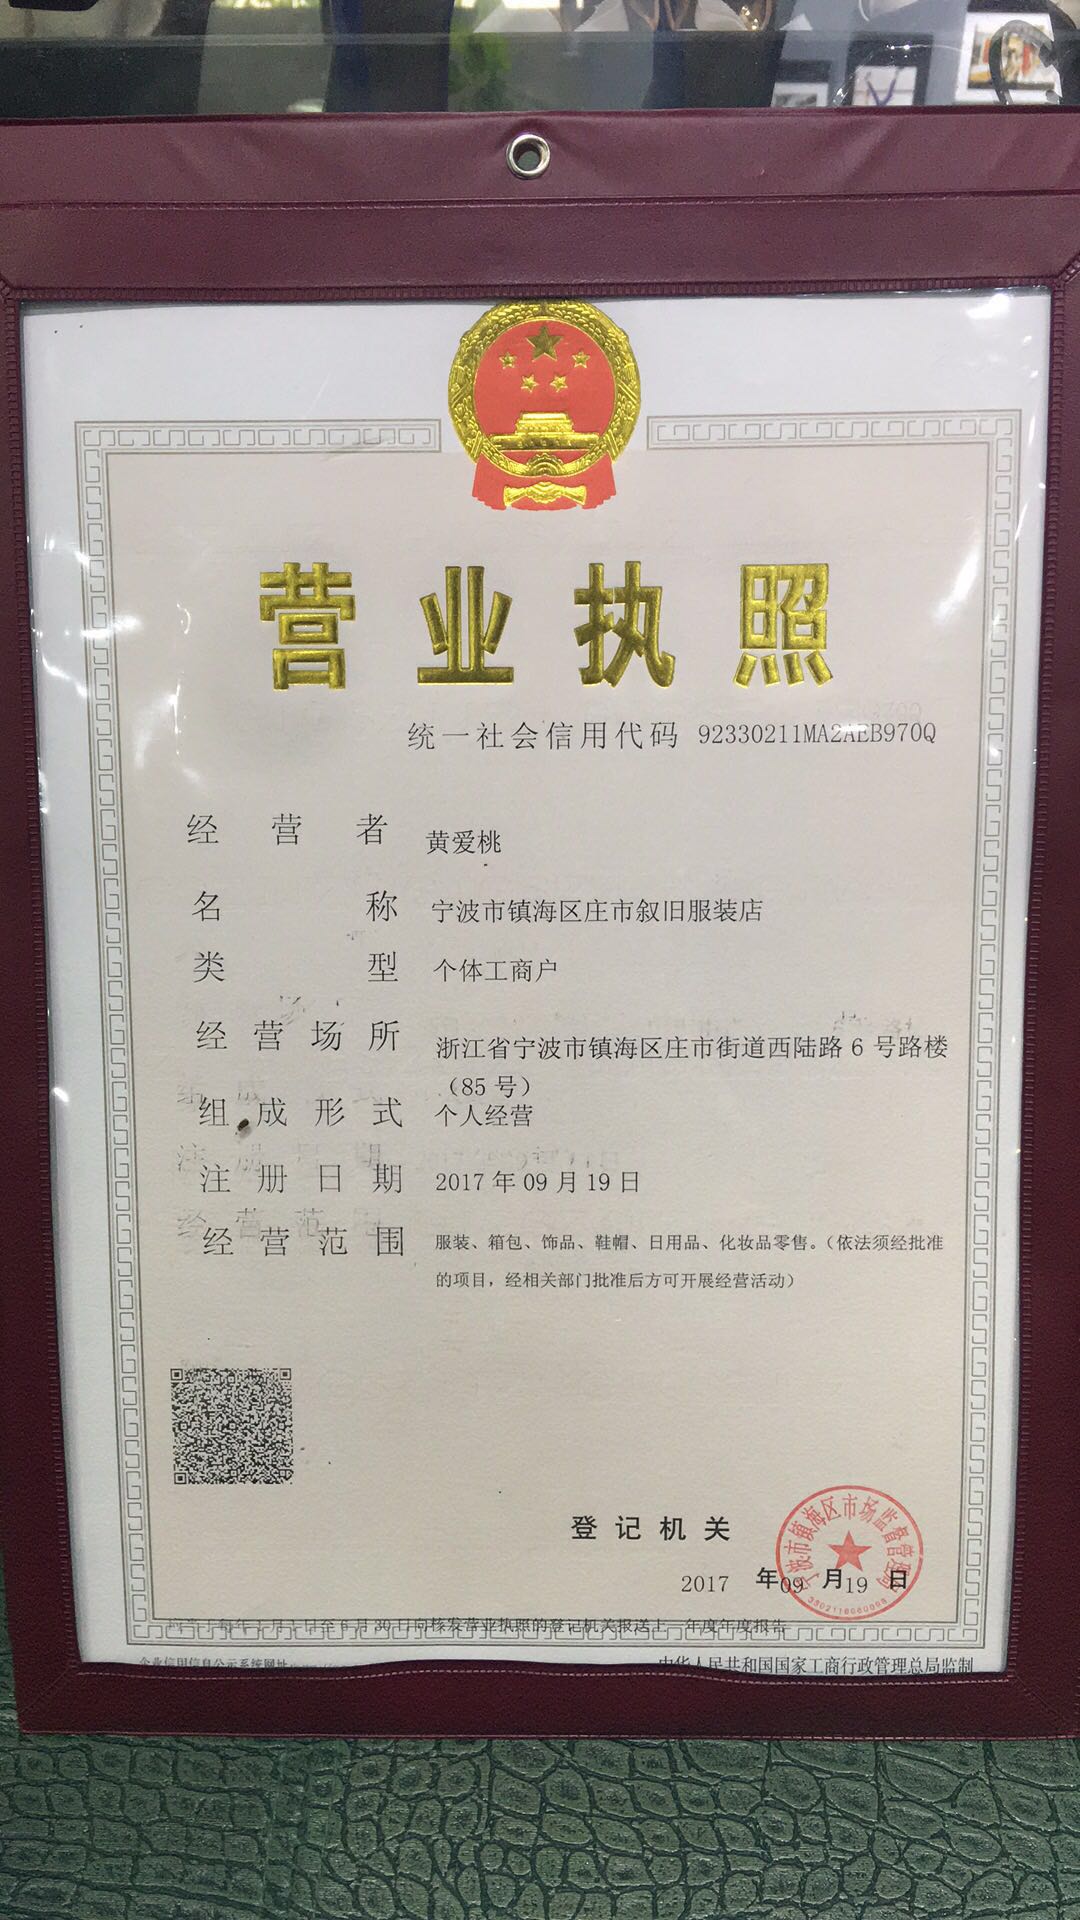 营业执照
统一社会信用代码 92330211MA2AEB970Q
经营者 黄爱桃
名称 宁波市镇海区庄市叙旧服装店
类型 个体工商户
经营场所 浙江省宁波市镇海区庄市街道西陆路6号路楼
（85号）
组成形式 个人经营
注册日期 2017年09月19日
经营范围 服装、箱包、饰品、鞋帽、日用品、化妆品零售。（依法须经批准
的项目，经相关部门批准后方可开展经营活动）
登记机关
宁波市镇海区市场监督管理局
2017 年09 月19 日
至6月30日向核发营业执照的登记机关报送上一年度年度报告
企业信用信息公示系统网址
中华人民共和国国家工商行政管理总局监制